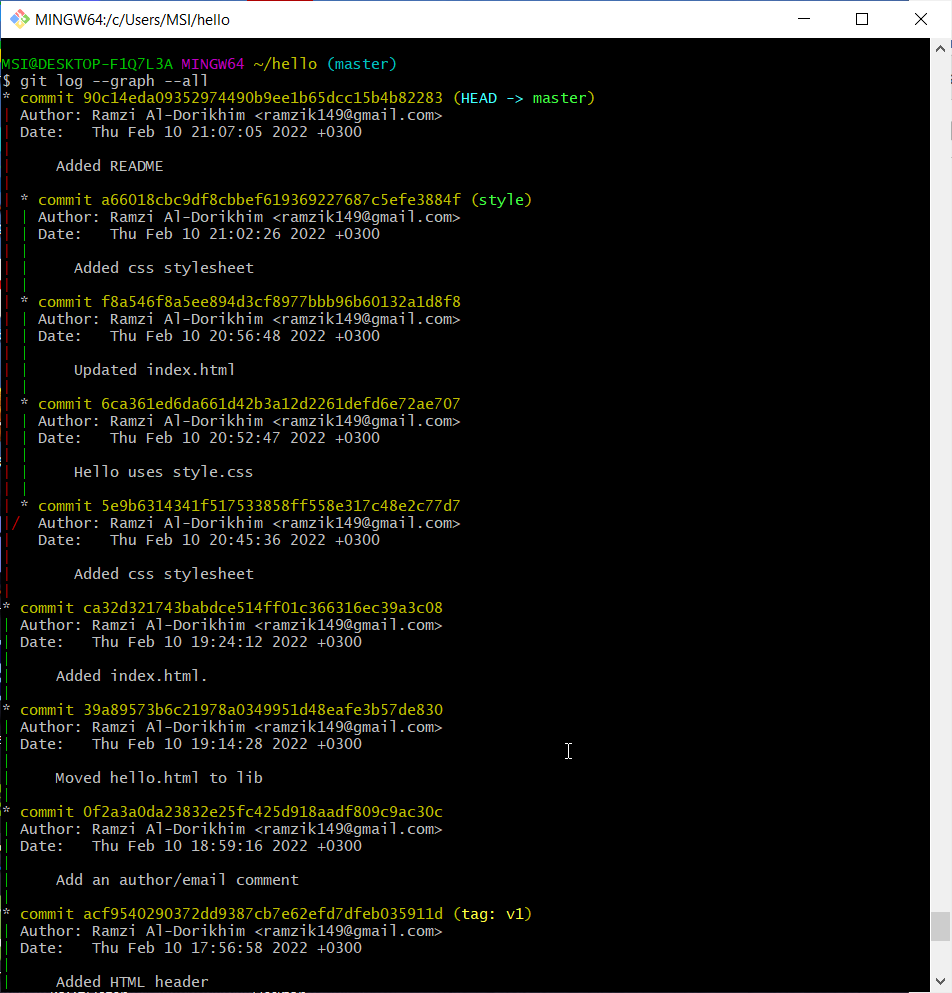 MINGW64:/c/Users/MSI/hello
MSI@DESKTOP-F1Q7L3A MINGW64 ~/hello (master)
$ git log --graph --all
* commit 90c14eda09352974490b9ee1b65dcc15b4b82283 (HEAD -> master)
| Author: Ramzi Al-Dorikhim <ramzik149@gmail.com>
| Date:   Thu Feb 10 21:07:05 2022 +0300
|
|     Added README
|
| * commit a66018cbc9df8cbbef619369227687c5efe3884f (style)
| | Author: Ramzi Al-Dorikhim <ramzik149@gmail.com>
| | Date:   Thu Feb 10 21:02:26 2022 +0300
| |
| |     Added css stylesheet
| |
| * commit f8a546f8a5ee894d3cf8977bbb96b60132a1d8f8
| | Author: Ramzi Al-Dorikhim <ramzik149@gmail.com>
| | Date:   Thu Feb 10 20:56:48 2022 +0300
| |
| |     Updated index.html
| |
| * commit 6ca361ed6da661d42b3a12d2261defd6e72ae707
| | Author: Ramzi Al-Dorikhim <ramzik149@gmail.com>
| | Date:   Thu Feb 10 20:52:47 2022 +0300
| |
| |     Hello uses style.css
| |
| * commit 5e9b6314341f517533858ff558e317c48e2c77d7
|/  Author: Ramzi Al-Dorikhim <ramzik149@gmail.com>
|   Date:   Thu Feb 10 20:45:36 2022 +0300
|
|       Added css stylesheet
|
* commit ca32d321743babdce514ff01c366316ec39a3c08
| Author: Ramzi Al-Dorikhim <ramzik149@gmail.com>
| Date:   Thu Feb 10 19:24:12 2022 +0300
|
|     Added index.html.
|
* commit 39a89573b6c21978a0349951d48eafe3b57de830
| Author: Ramzi Al-Dorikhim <ramzik149@gmail.com>
| Date:   Thu Feb 10 19:14:28 2022 +0300
|
|     Moved hello.html to lib
|
* commit 0f2a3a0da23832e25fc425d918aadf809c9ac30c
| Author: Ramzi Al-Dorikhim <ramzik149@gmail.com>
| Date:   Thu Feb 10 18:59:16 2022 +0300
|
|     Add an author/email comment
|
* commit acf9540290372dd9387cb7e62efd7dfeb035911d (tag: v1)
| Author: Ramzi Al-Dorikhim <ramzik149@gmail.com>
| Date:   Thu Feb 10 17:56:58 2022 +0300
|
|     Added HTML header